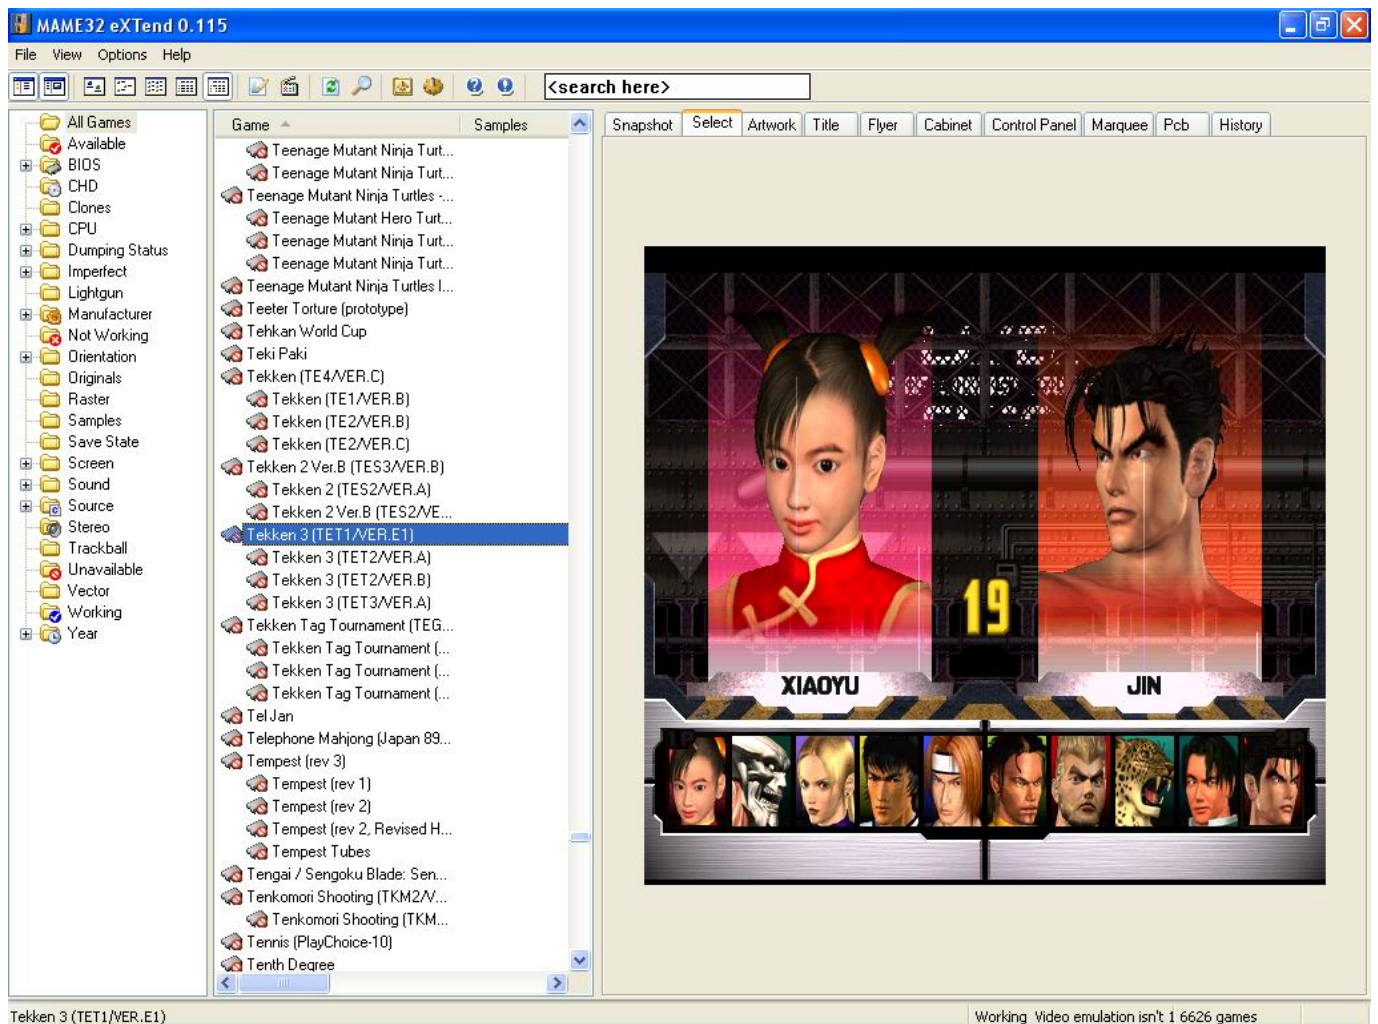 MAME32 eXTend 0.115
File View Options Help
<search here>
All Games
Available
BIOS
CHD
Clones
CPU
Dumping Status
Imperfect
Lightgun
Manufacturer
Not Working
Orientation
Originals
Raster
Samples
Save State
Screen
Sound
Source
Stereo
Trackball
Unavailable
Vector
Working
Year
Game Samples
Teenage Mutant Ninja Turt...
Teenage Mutant Ninja Turt...
Teenage Mutant Ninja Turtles -...
Teenage Mutant Hero Turt...
Teenage Mutant Ninja Turt...
Teenage Mutant Ninja Turt...
Teenage Mutant Ninja Turtles I...
Teeter Torture (prototype)
Tehkan World Cup
Teki Paki
Tekken (TE4/VER.C)
Tekken (TE1/VER.B)
Tekken (TE2/VER.B)
Tekken (TE2/VER.C)
Tekken 2 Ver.B (TES3/VER.B)
Tekken 2 (TES2/VER.A)
Tekken 2 Ver.B (TES2/VE...
Tekken 3 (TET1/VER.E1)
Tekken 3 (TET2/VER.A)
Tekken 3 (TET2/VER.B)
Tekken 3 (TET3/VER.A)
Tekken Tag Tournament (TEG...
Tekken Tag Tournament (...
Tekken Tag Tournament (...
Tekken Tag Tournament (...
Tel Jan
Telephone Mahjong (Japan 89...
Tempest (rev 3)
Tempest (rev 1)
Tempest (rev 2)
Tempest (rev 2, Revised H...
Tempest Tubes
Tengai / Sengoku Blade: Sen...
Tenkomori Shooting (TKM2/V...
Tenkomori Shooting (TKM...
Tennis (PlayChoice-10)
Tenth Degree
Snapshot Select Artwork Title Flyer Cabinet Control Panel Marquee Pcb History
19
XIAOYU JIN
1P 2P
Tekken 3 (TET1/VER.E1) Working Video emulation isn't 1 6626 games